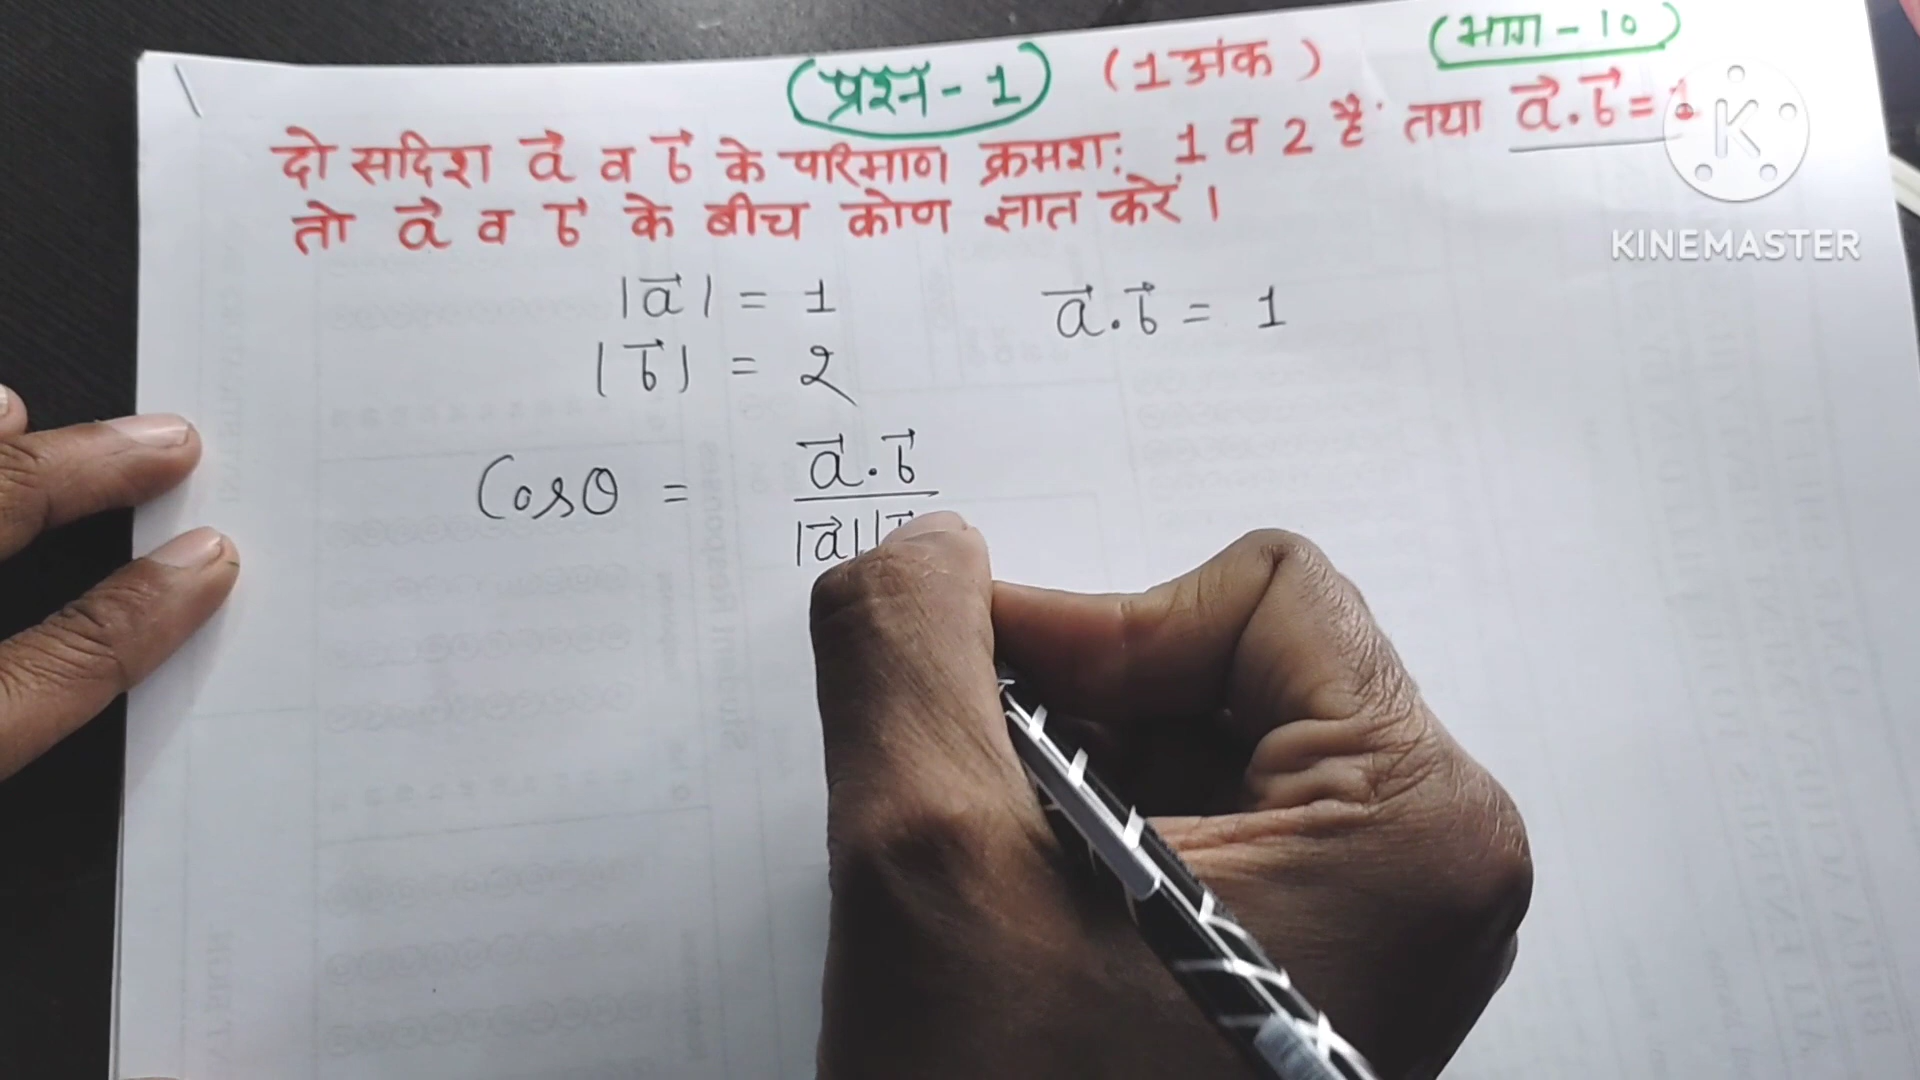 (भाग - 10)
(प्रश्न - 1) (1 अंक)
दो सदिश a⃗ व b⃗ के परिमाण क्रमश: 1 व 2 है तथा a⃗.b⃗ = 1
तो a⃗ व b⃗ के बीच कोण ज्ञात करें ।
KINEMASTER
|a⃗| = 1 a⃗.b⃗ = 1
|b⃗| = 2
Cosθ = a⃗.b⃗
|a⃗||b⃗